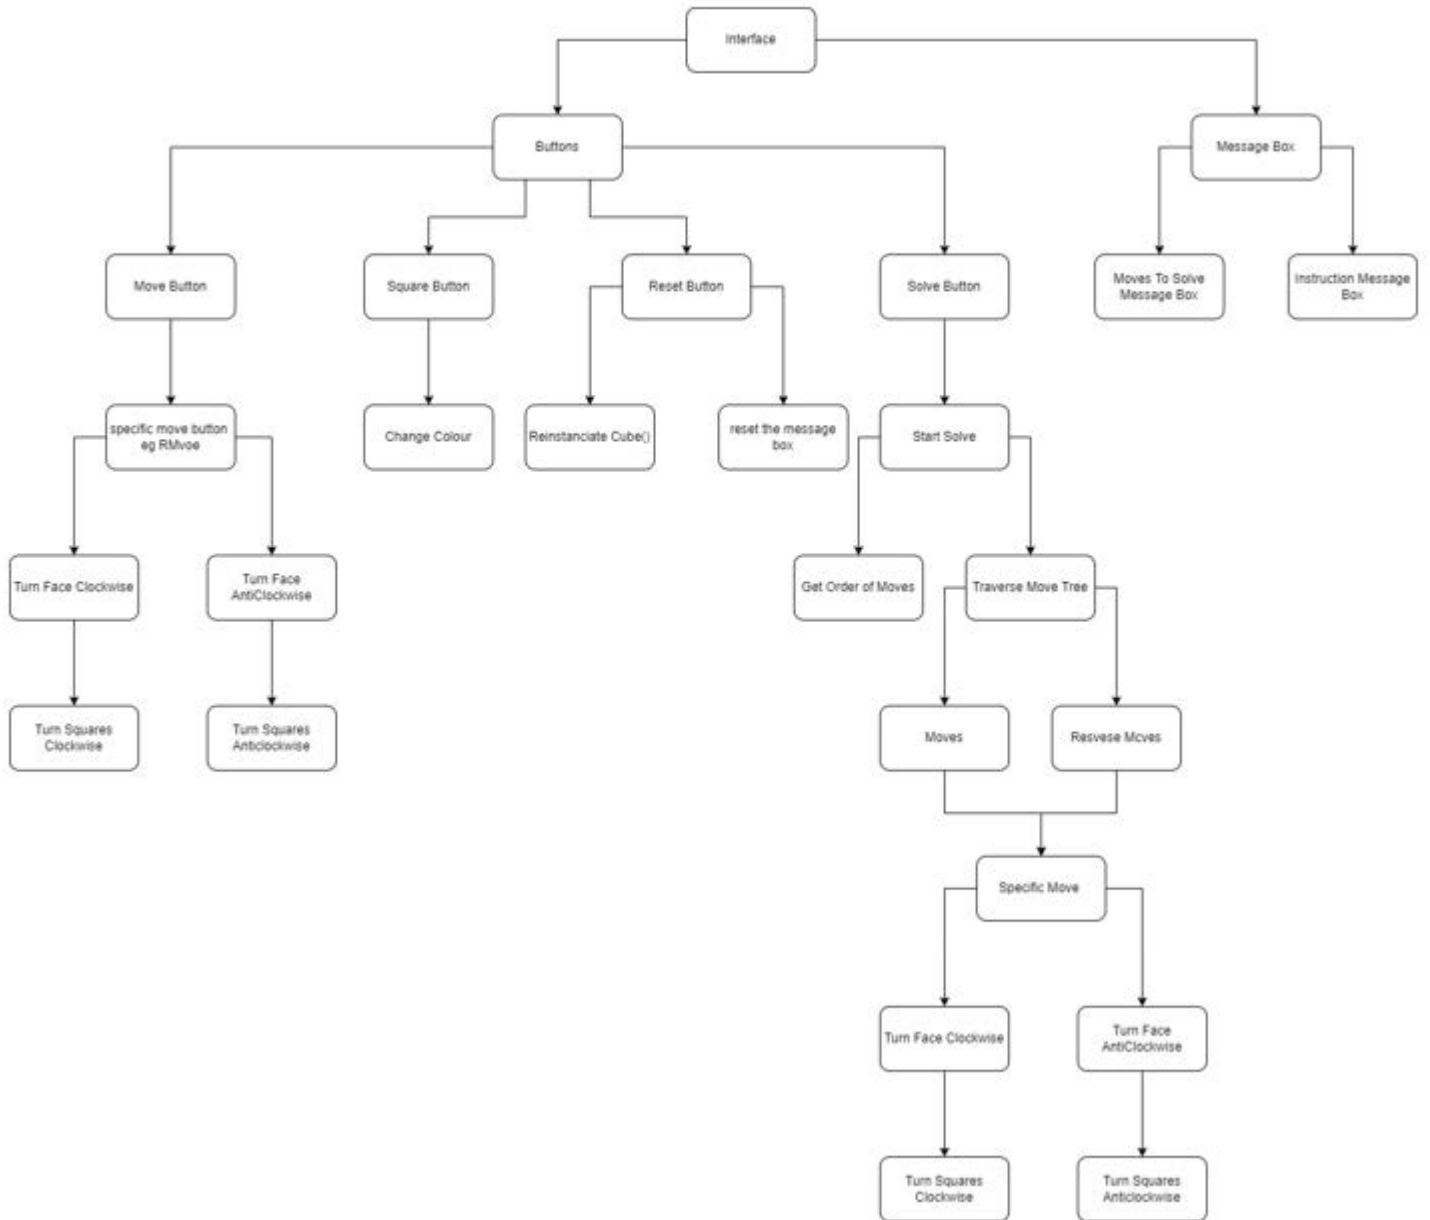 Interface
Buttons
Message Box
Move Button
Square Button
Reset Button
Solve Button
Moves To Solve
Message Box
Instruction Message
Box
specific move button
eg RMvoe
Change Colour
Reinstanciate Cube()
reset the message
box
Start Solve
Turn Face Clockwise
Turn Face
AntiClockwise
Get Order of Moves
Traverse Move Tree
Turn Squares
Clockwise
Turn Squares
Anticlockwise
Moves
Resvese Mcves
Specific Move
Turn Face Clockwise
Turn Face
AntiClockwise
Turn Squares
Clockwise
Turn Squares
Anticlockwise